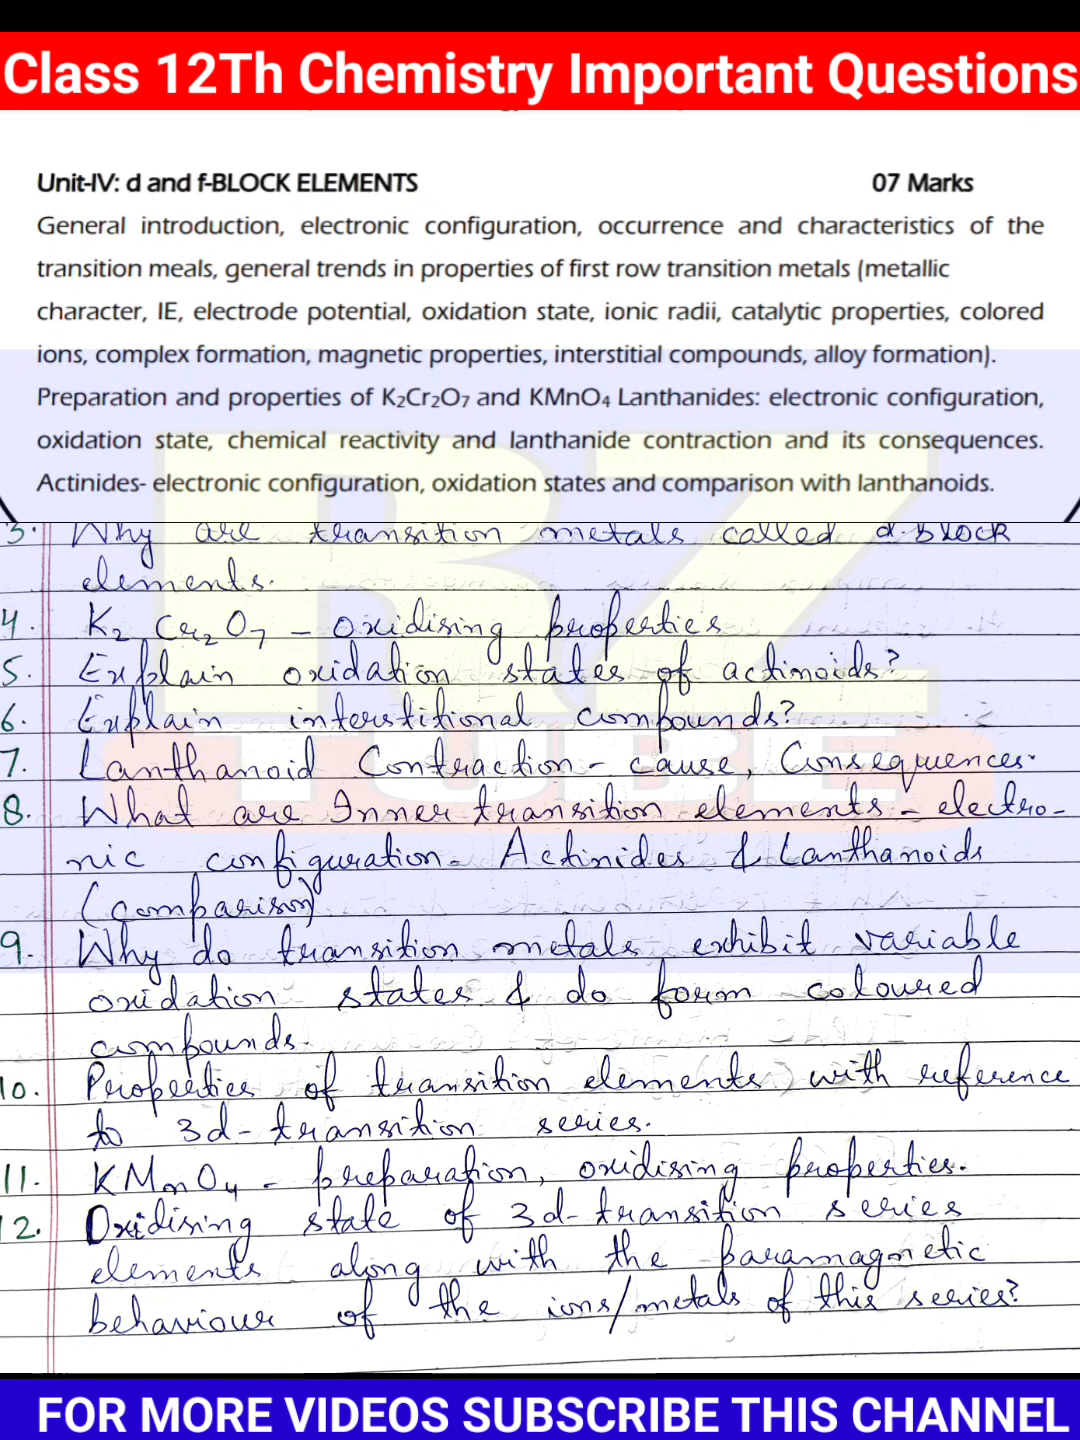 Class 12Th Chemistry Important Questions
Unit-IV: d and f-BLOCK ELEMENTS 07 Marks
General introduction, electronic configuration, occurrence and characteristics of the
transition meals, general trends in properties of first row transition metals (metallic
character, IE, electrode potential, oxidation state, ionic radii, catalytic properties, colored
ions, complex formation, magnetic properties, interstitial compounds, alloy formation).
Preparation and properties of K₂Cr₂O₇ and KMnO₄ Lanthanides: electronic configuration,
oxidation state, chemical reactivity and lanthanide contraction and its consequences.
Actinides- electronic configuration, oxidation states and comparison with lanthanoids.
3. Why are transition metals called d-block
elements.
4. K₂Cr₂O₇ - oxidising properties
5. Explain oxidation states of actinoids?
6. Explain interstitional compounds?
7. Lanthanoid Contraction - cause, Consequences.
8. What are Inner transition elements - electro-
nic configuration - Actinides & Lanthanoids
(comparison)
9. Why do transition metals exhibit variable
oxidation states & do form coloured
compounds.
10. Properties of transition elements with reference
to 3d-transition series.
11. KMnO₄ - preparation, oxidising properties.
12. Oxidising state of 3d-transition series
elements along with the paramagnetic
behaviour of the ions/metals of this series?
RZ
TUBE
FOR MORE VIDEOS SUBSCRIBE THIS CHANNEL